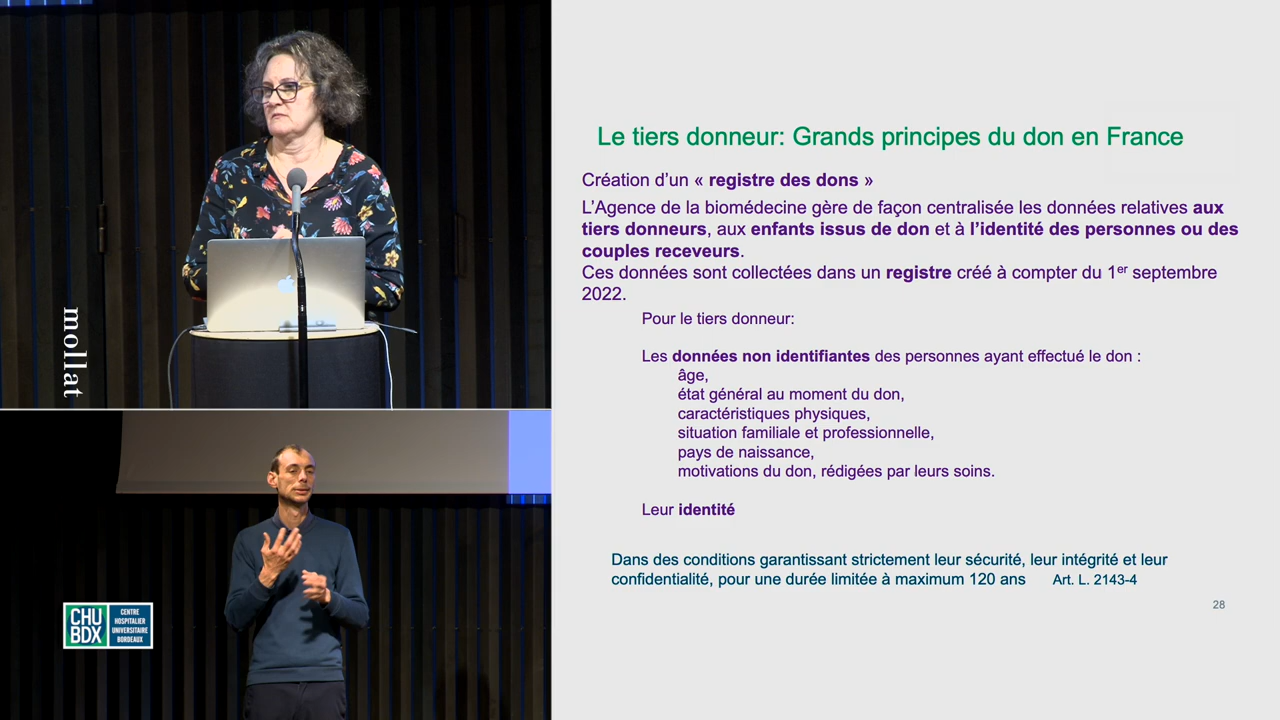 mollat
CHU
BDX
CENTRE
HOSPITALIER
UNIVERSITAIRE
BORDEAUX
Le tiers donneur: Grands principes du don en France
Création d’un « registre des dons »
L’Agence de la biomédecine gère de façon centralisée les données relatives aux
tiers donneurs, aux enfants issus de don et à l’identité des personnes ou des
couples receveurs.
Ces données sont collectées dans un registre créé à compter du 1er septembre
2022.
Pour le tiers donneur:
Les données non identifiantes des personnes ayant effectué le don :
âge,
état général au moment du don,
caractéristiques physiques,
situation familiale et professionnelle,
pays de naissance,
motivations du don, rédigées par leurs soins.
Leur identité
Dans des conditions garantissant strictement leur sécurité, leur intégrité et leur
confidentialité, pour une durée limitée à maximum 120 ans Art. L. 2143-4
28